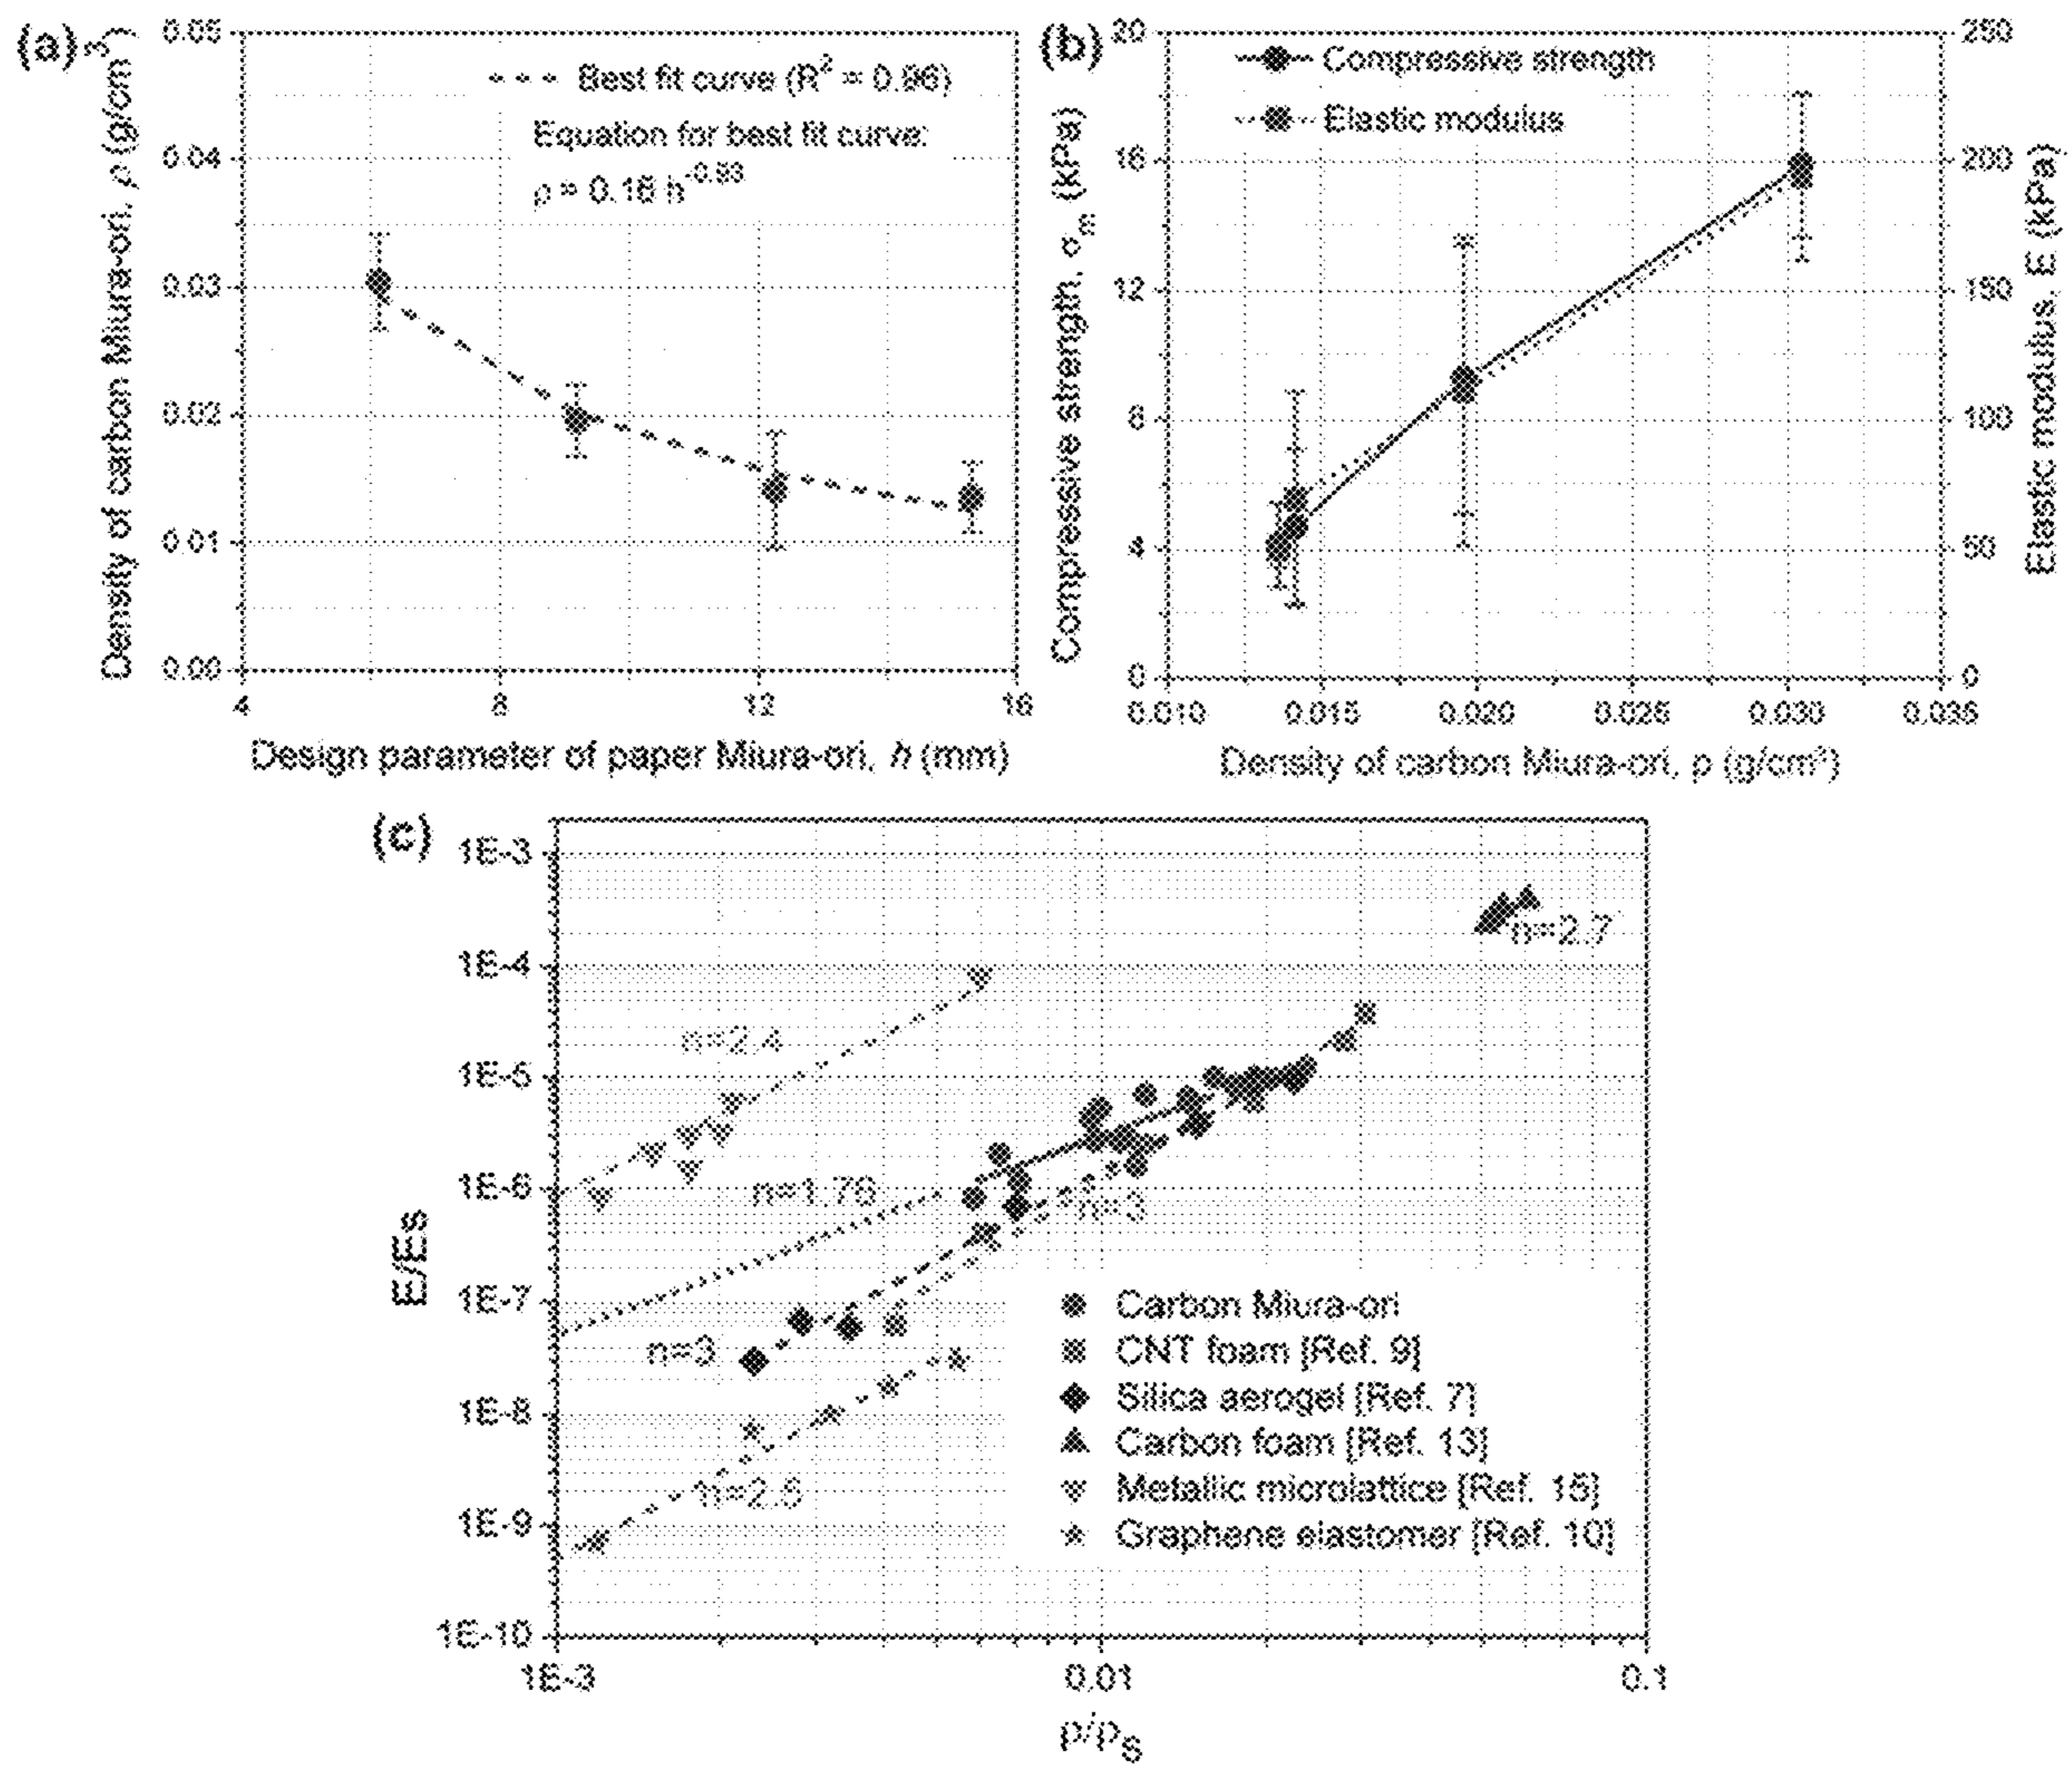 (a)
Density of carbon Miura-ori, ρ (g/cm³)
0.05
0.04
0.03
0.02
0.01
0.00
Best fit curve (R² = 0.96)
Equation for best fit curve:
ρ = 0.16 h^-0.93
4 8 12 16
Design parameter of paper Miura-ori, h (mm)
(b)
Compressive strength, σm (kPa)
20
16
12
8
4
0
Compressive strength
Elastic modulus
250
200
150
100
50
0
Elastic modulus, E (kPa)
0.010 0.015 0.020 0.025 0.030 0.035
Density of carbon Miura-ori, ρ (g/cm³)
(c)
E/Es
1E-3
1E-4
1E-5
1E-6
1E-7
1E-8
1E-9
1E-10
n=2.7
n=2.4
n=1.76
n=3
n=3
n=2.5
Carbon Miura-ori
CNT foam [Ref. 9]
Silica aerogel [Ref. 7]
Carbon foam [Ref. 13]
Metallic microlattice [Ref. 15]
Graphene elastomer [Ref. 10]
1E-3 0.01 0.1
ρ/ρS